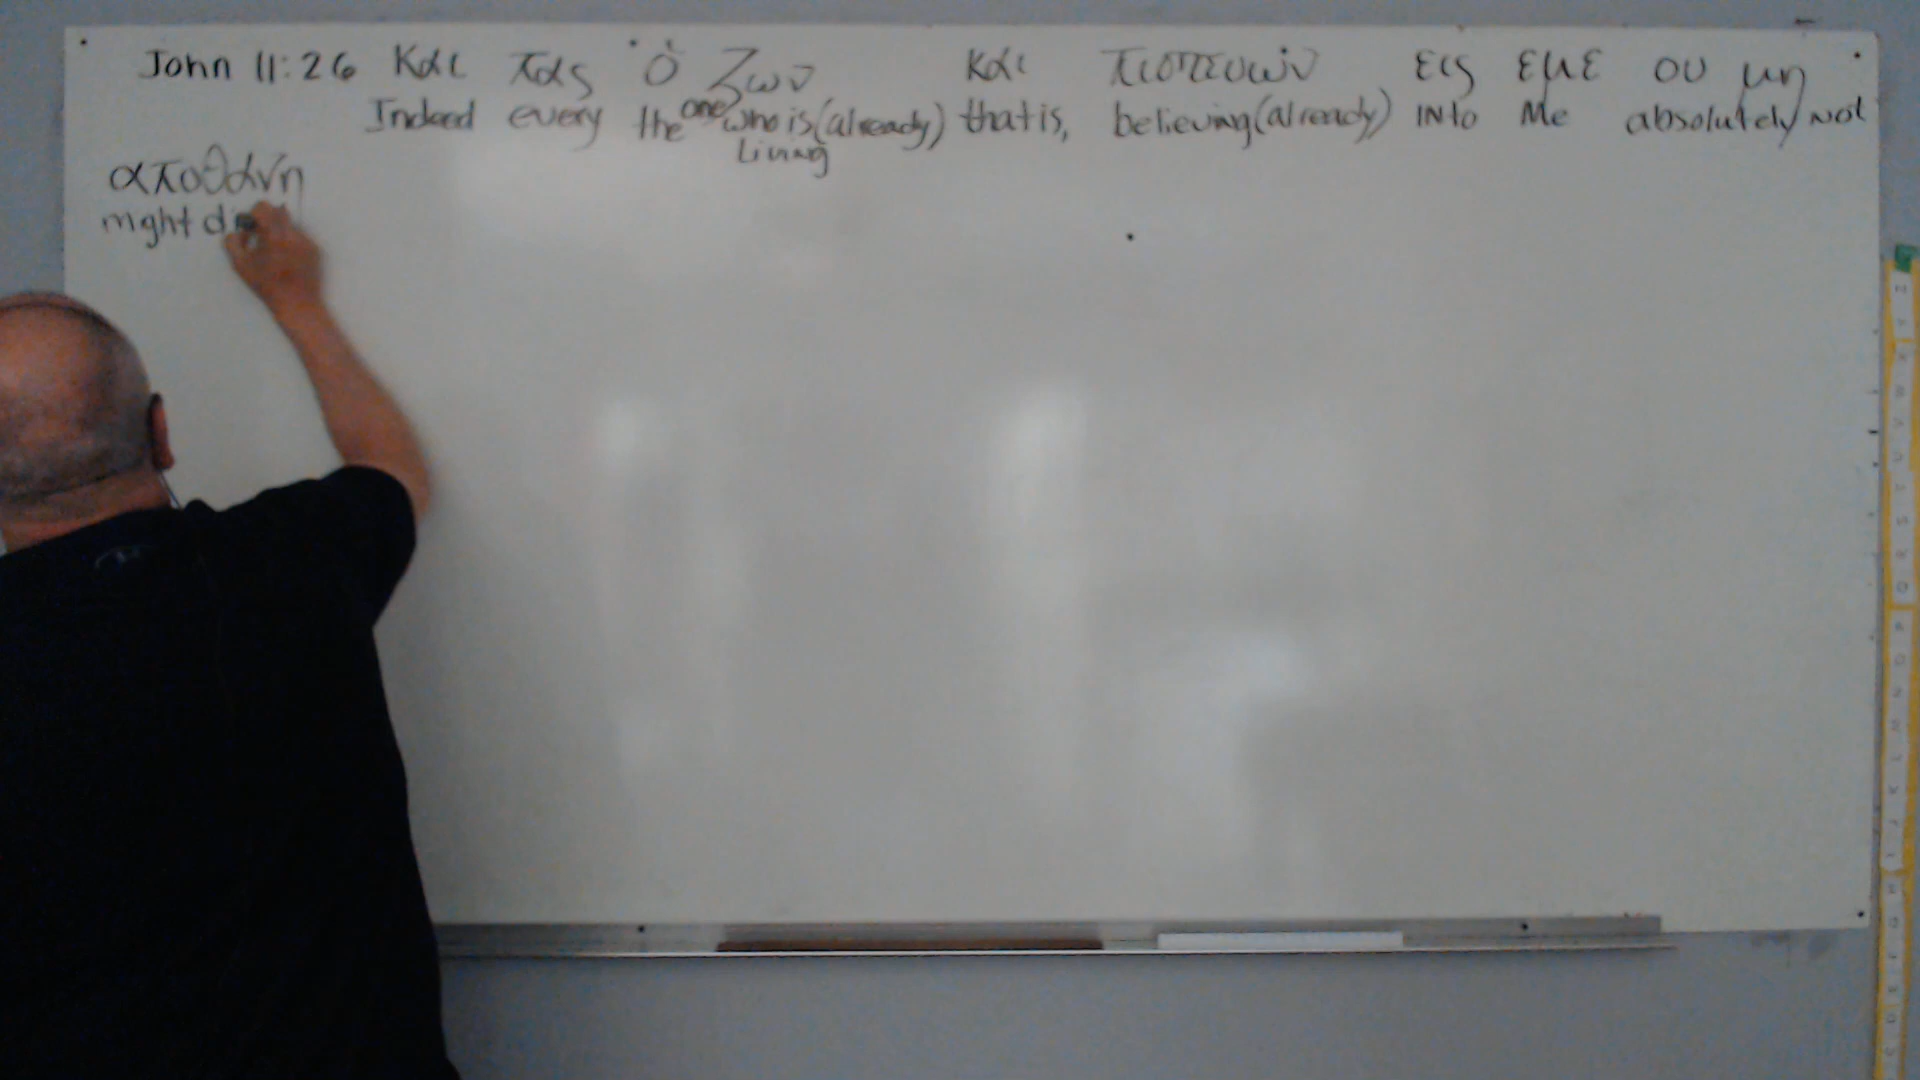 John 11:26 Και πας ὁ Ζων και πιστευων εις εμε ου μη
Indeed every the one who is (already) that is, believing (already) INto Me absolutely not
Living
αποθανη
mght